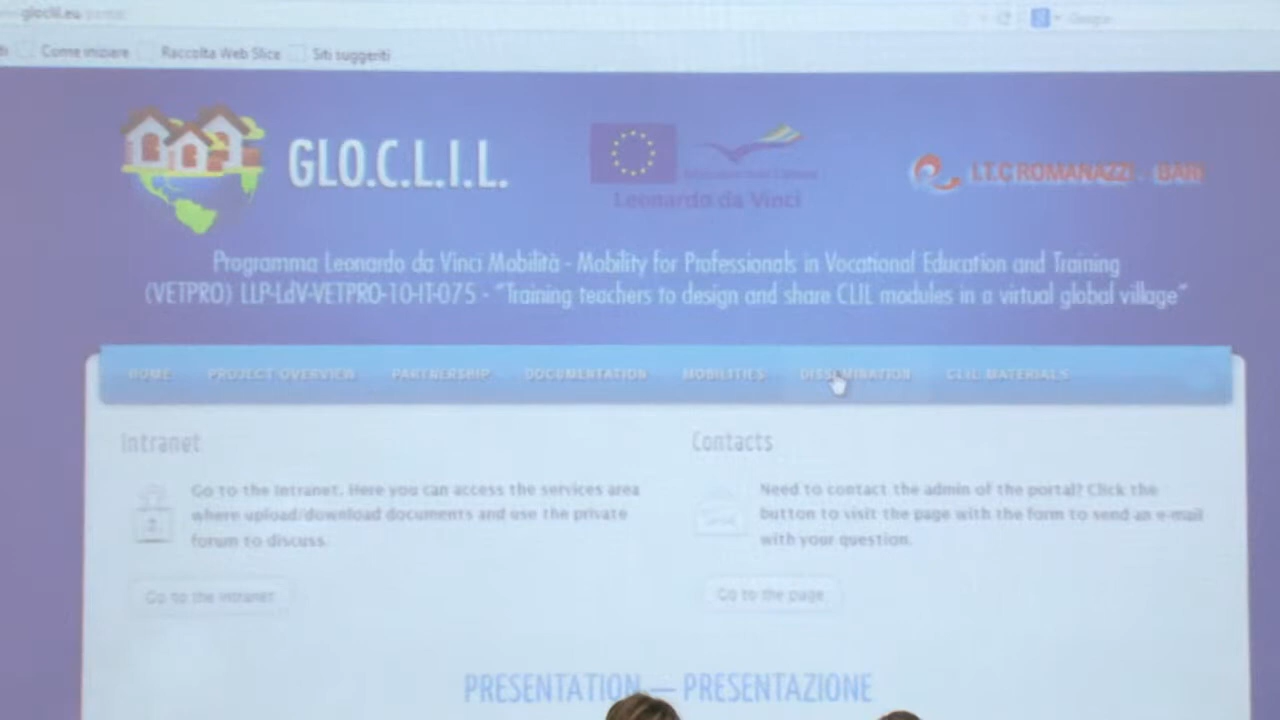 gloclil.eu
Come iniziare
Raccolta Web Slice
Siti suggeriti
Google
GLO.C.L.I.L.
Leonardo da Vinci
I.T.C ROMANAZZI - BARI
Programma Leonardo da Vinci Mobilità - Mobility for Professionals in Vocational Education and Training
(VETPRO) LLP-LdV-VETPRO-10-IT-075 - "Training teachers to design and share CLIL modules in a virtual global village"
HOME PROJECT OVERVIEW PARTNERSHIP DOCUMENTATION MOBILITIES DISSEMINATION CLIL MATERIALS
Intranet
Go to the Intranet. Here you can access the services area
where upload/download documents and use the private
forum to discuss.
Go to the intranet
Contacts
Need to contact the admin of the portal? Click the
button to visit the page with the form to send an e-mail
with your question.
Go to the page
PRESENTATION — PRESENTAZIONE